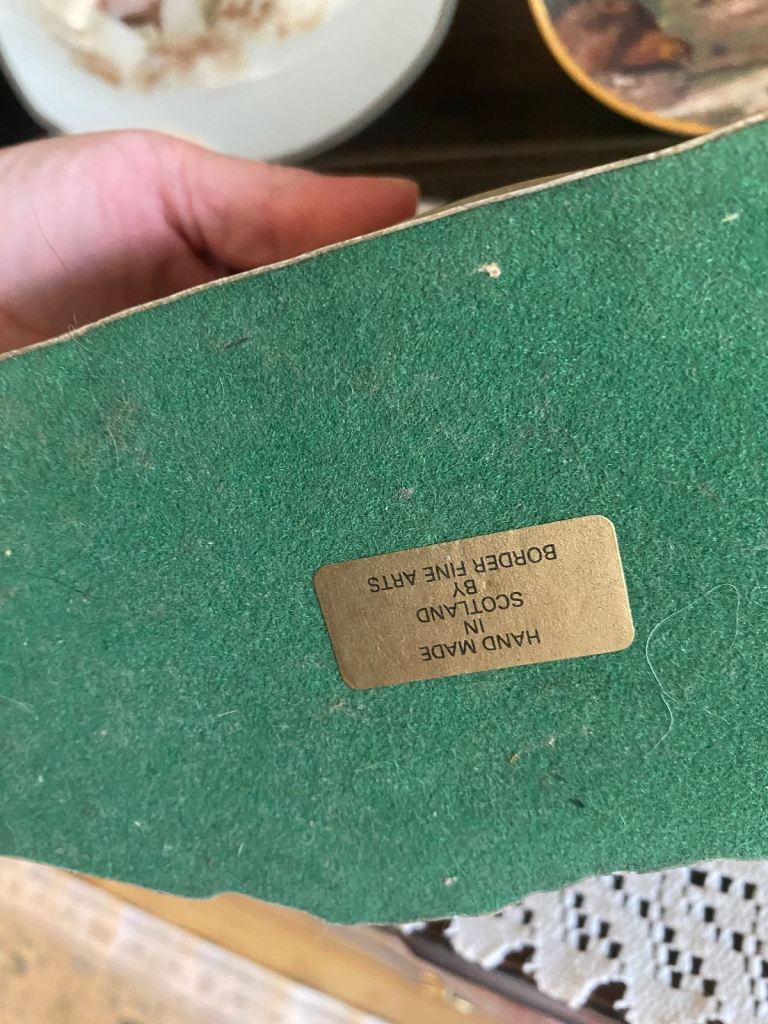 HAND MADE
IN
SCOTLAND
BY
BORDER FINE ARTS